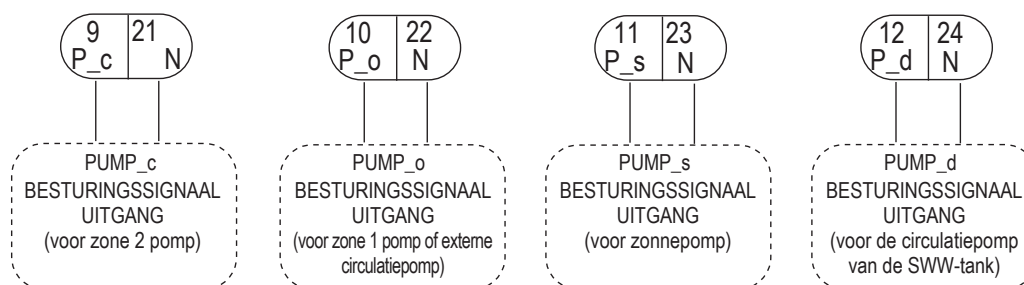 9 21
P_c N
PUMP_c
BESTURINGSSIGNAAL
UITGANG
(voor zone 2 pomp)
10 22
P_o N
PUMP_o
BESTURINGSSIGNAAL
UITGANG
(voor zone 1 pomp of externe
circulatiepomp)
11 23
P_s N
PUMP_s
BESTURINGSSIGNAAL
UITGANG
(voor zonnepomp)
12 24
P_d N
PUMP_d
BESTURINGSSIGNAAL
UITGANG
(voor de circulatiepomp
van de SWW-tank)